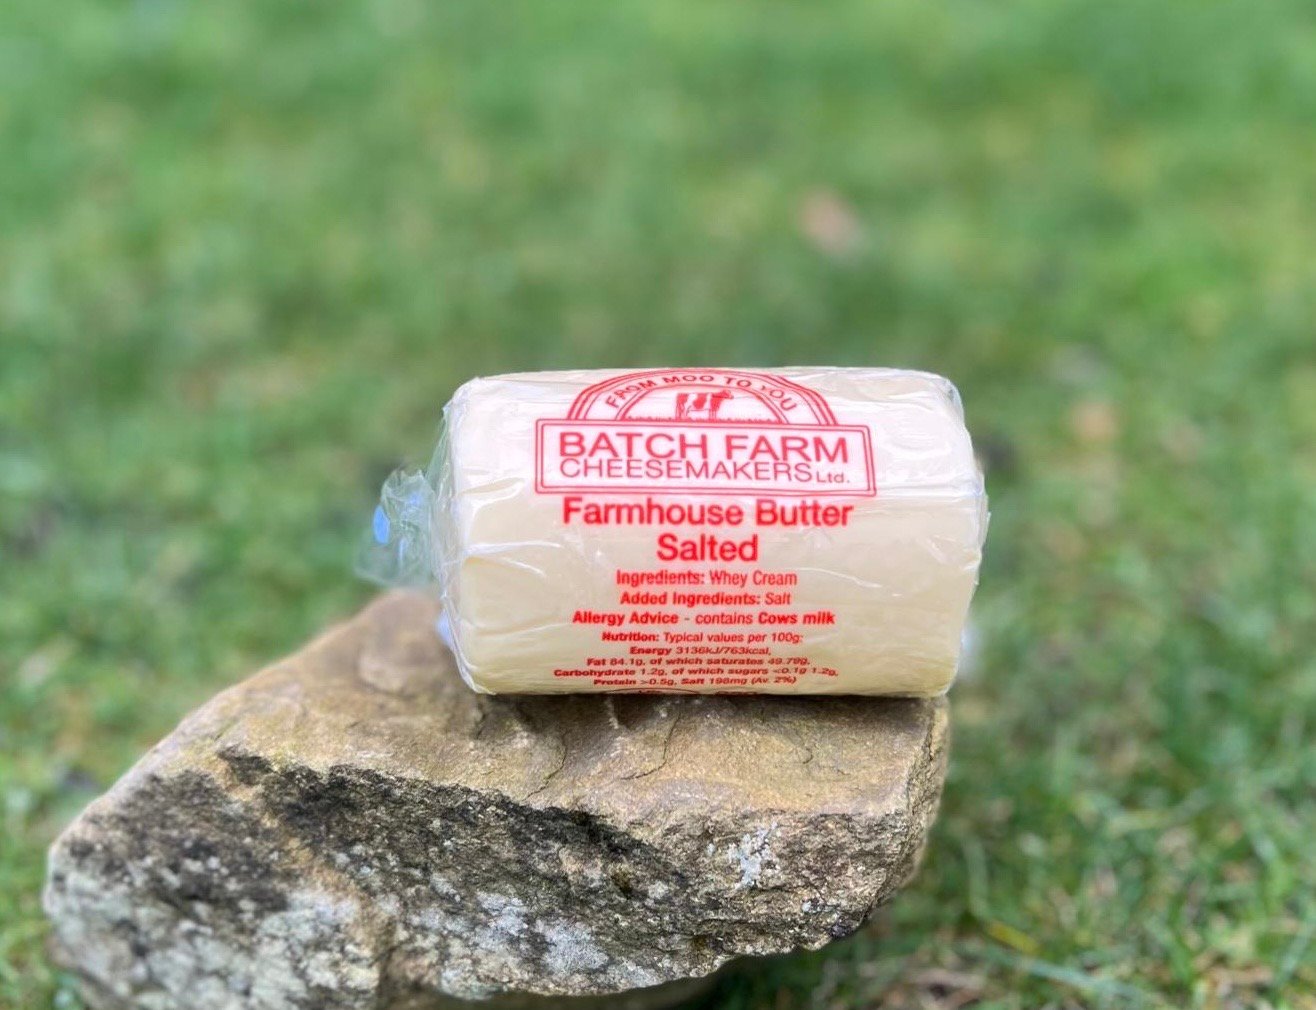 FROM MOO TO YOU
BATCH FARM
CHEESEMAKERS Ltd.
Farmhouse Butter
Salted
Ingredients: Whey Cream
Added Ingredients: Salt
Allergy Advice - contains Cows milk
Nutrition: Typical values per 100g:
Energy 3136kJ/763kcal,
Fat 84.1g, of which saturates 49.79g,
Carbohydrate 1.2g, of which sugars <0.1g 1.2g,
Protein >0.5g, Salt 198mg (Av. 2%)